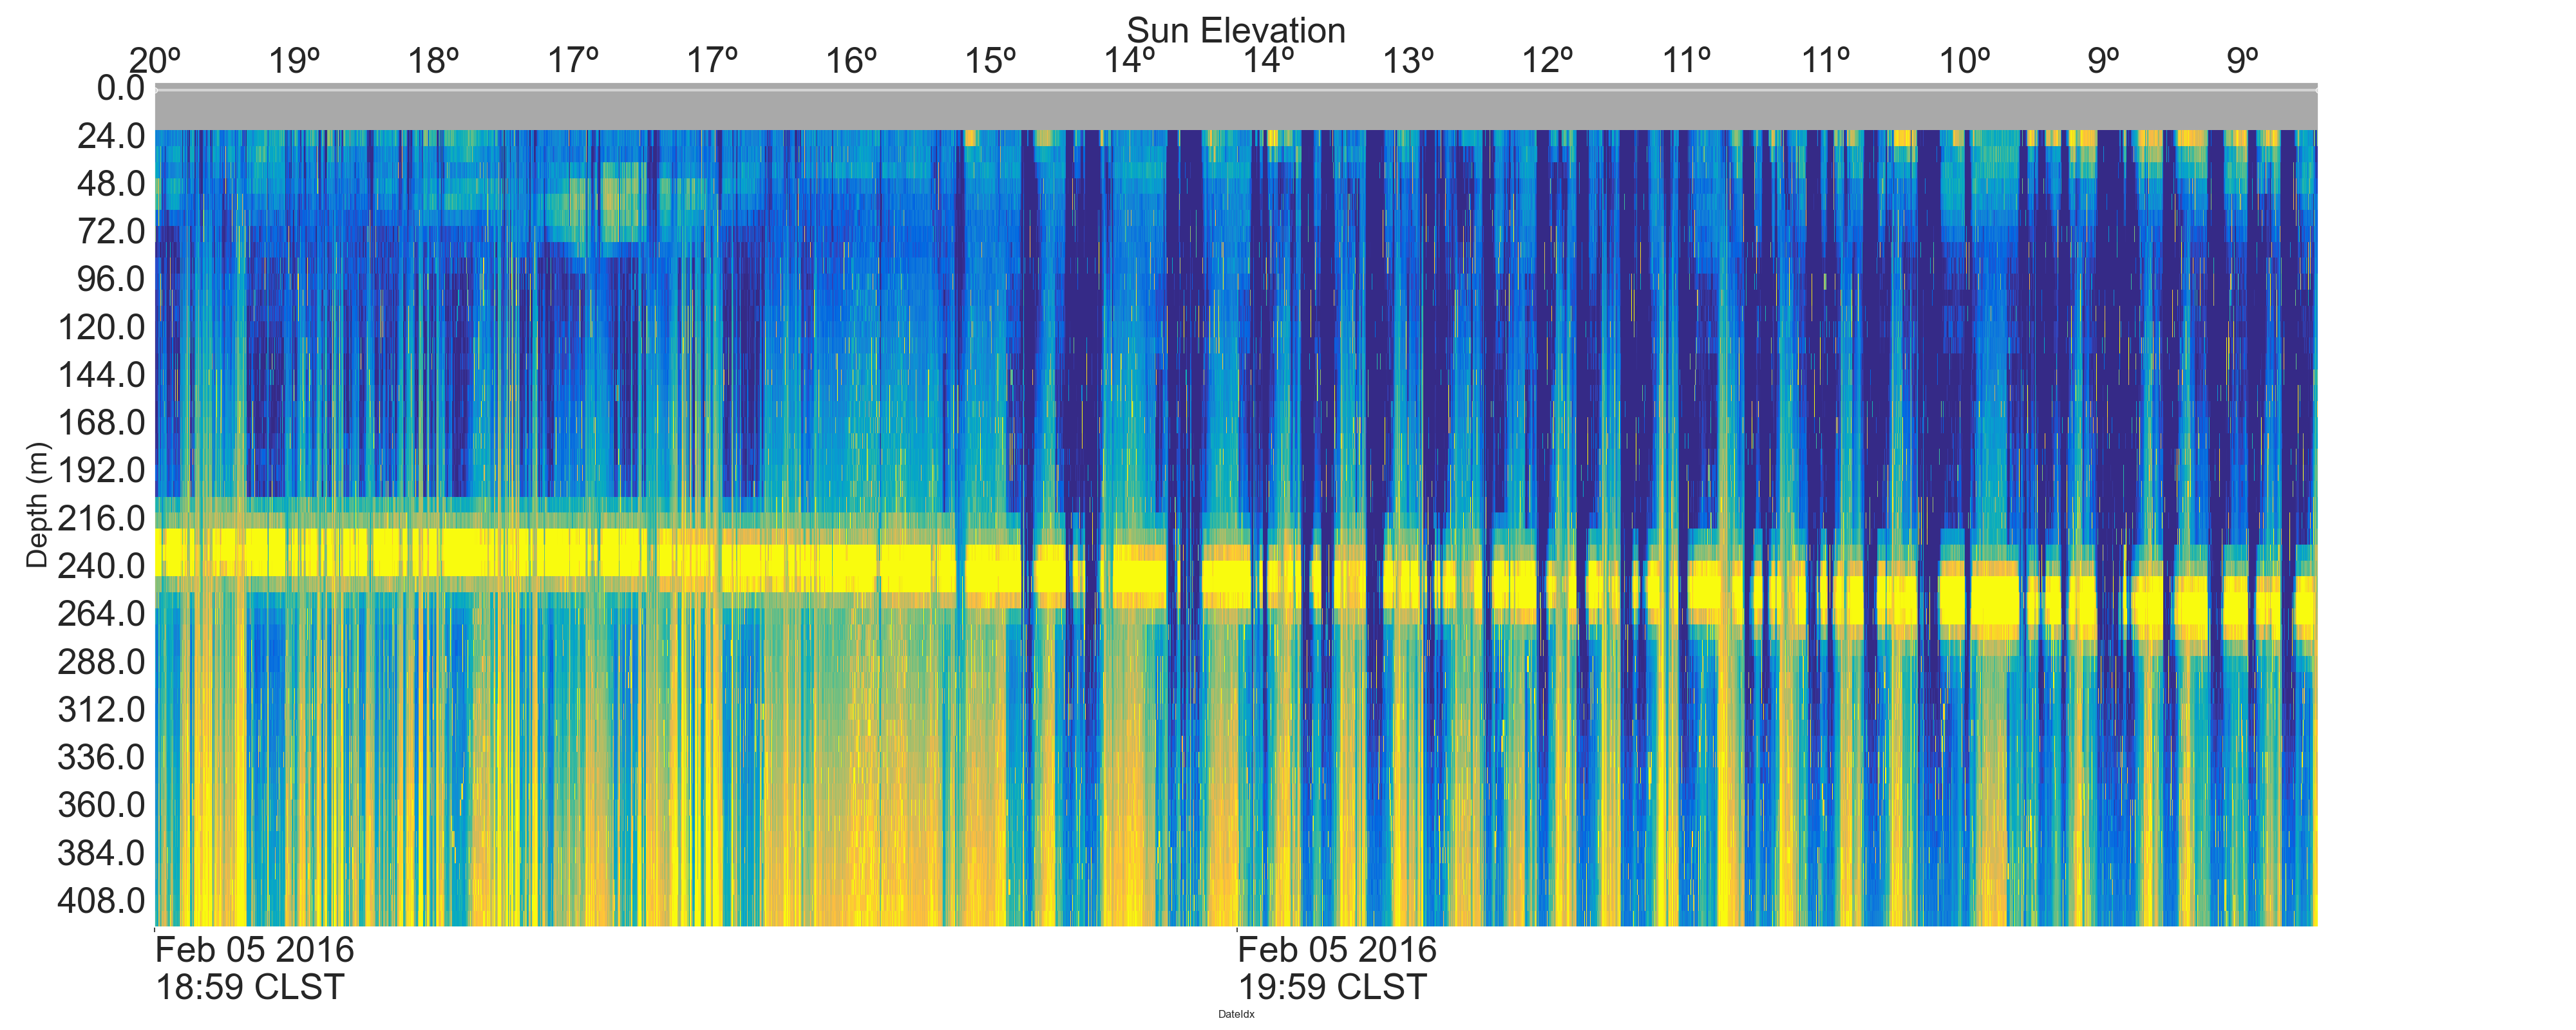 Sun Elevation
20º 19º 18º 17º 17º 16º 15º 14º 14º 13º 12º 11º 11º 10º 9º 9º
0.0
24.0
48.0
72.0
96.0
120.0
144.0
168.0
192.0
216.0
240.0
264.0
288.0
312.0
336.0
360.0
384.0
408.0
Depth (m)
Feb 05 2016
18:59 CLST
Feb 05 2016
19:59 CLST
DateIdx